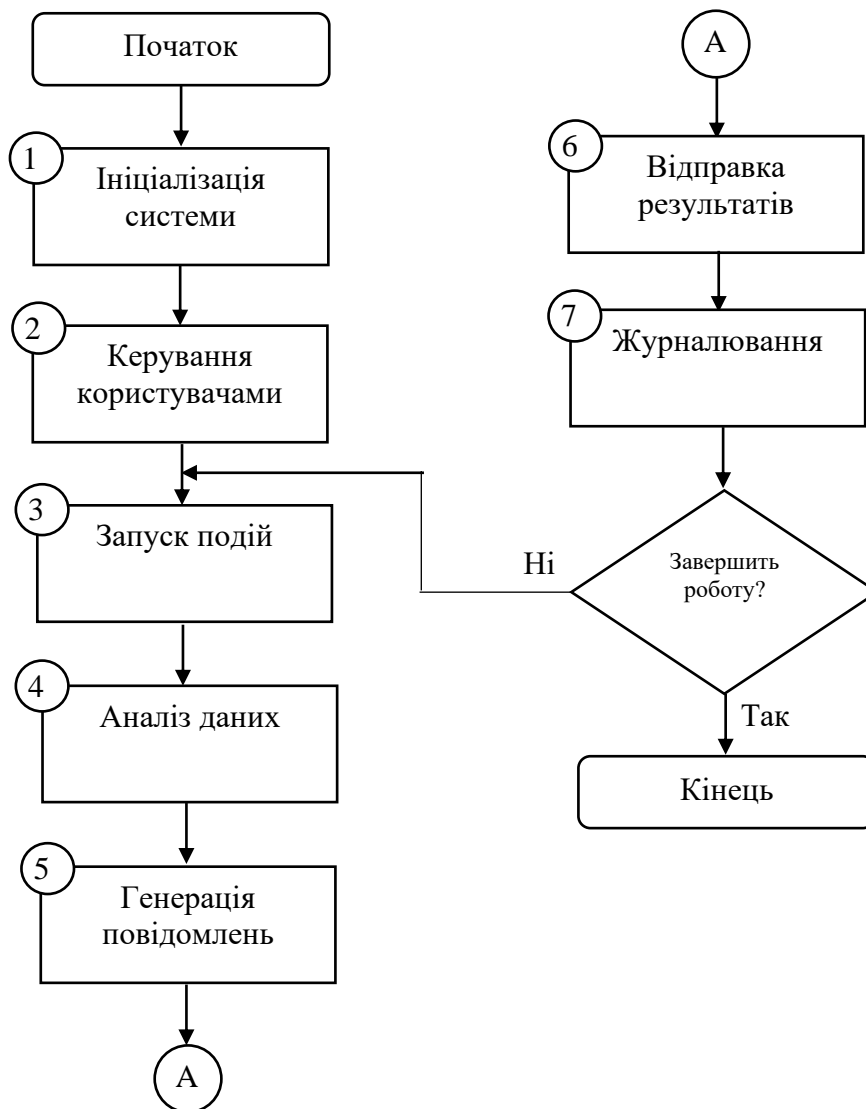 Початок
1
Ініціалізація
системи
2
Керування
користувачами
3
Запуск подій
4
Аналіз даних
5
Генерація
повідомлень
А
А
6
Відправка
результатів
7
Журналювання
Завершить
роботу?
Ні
Так
Кінець